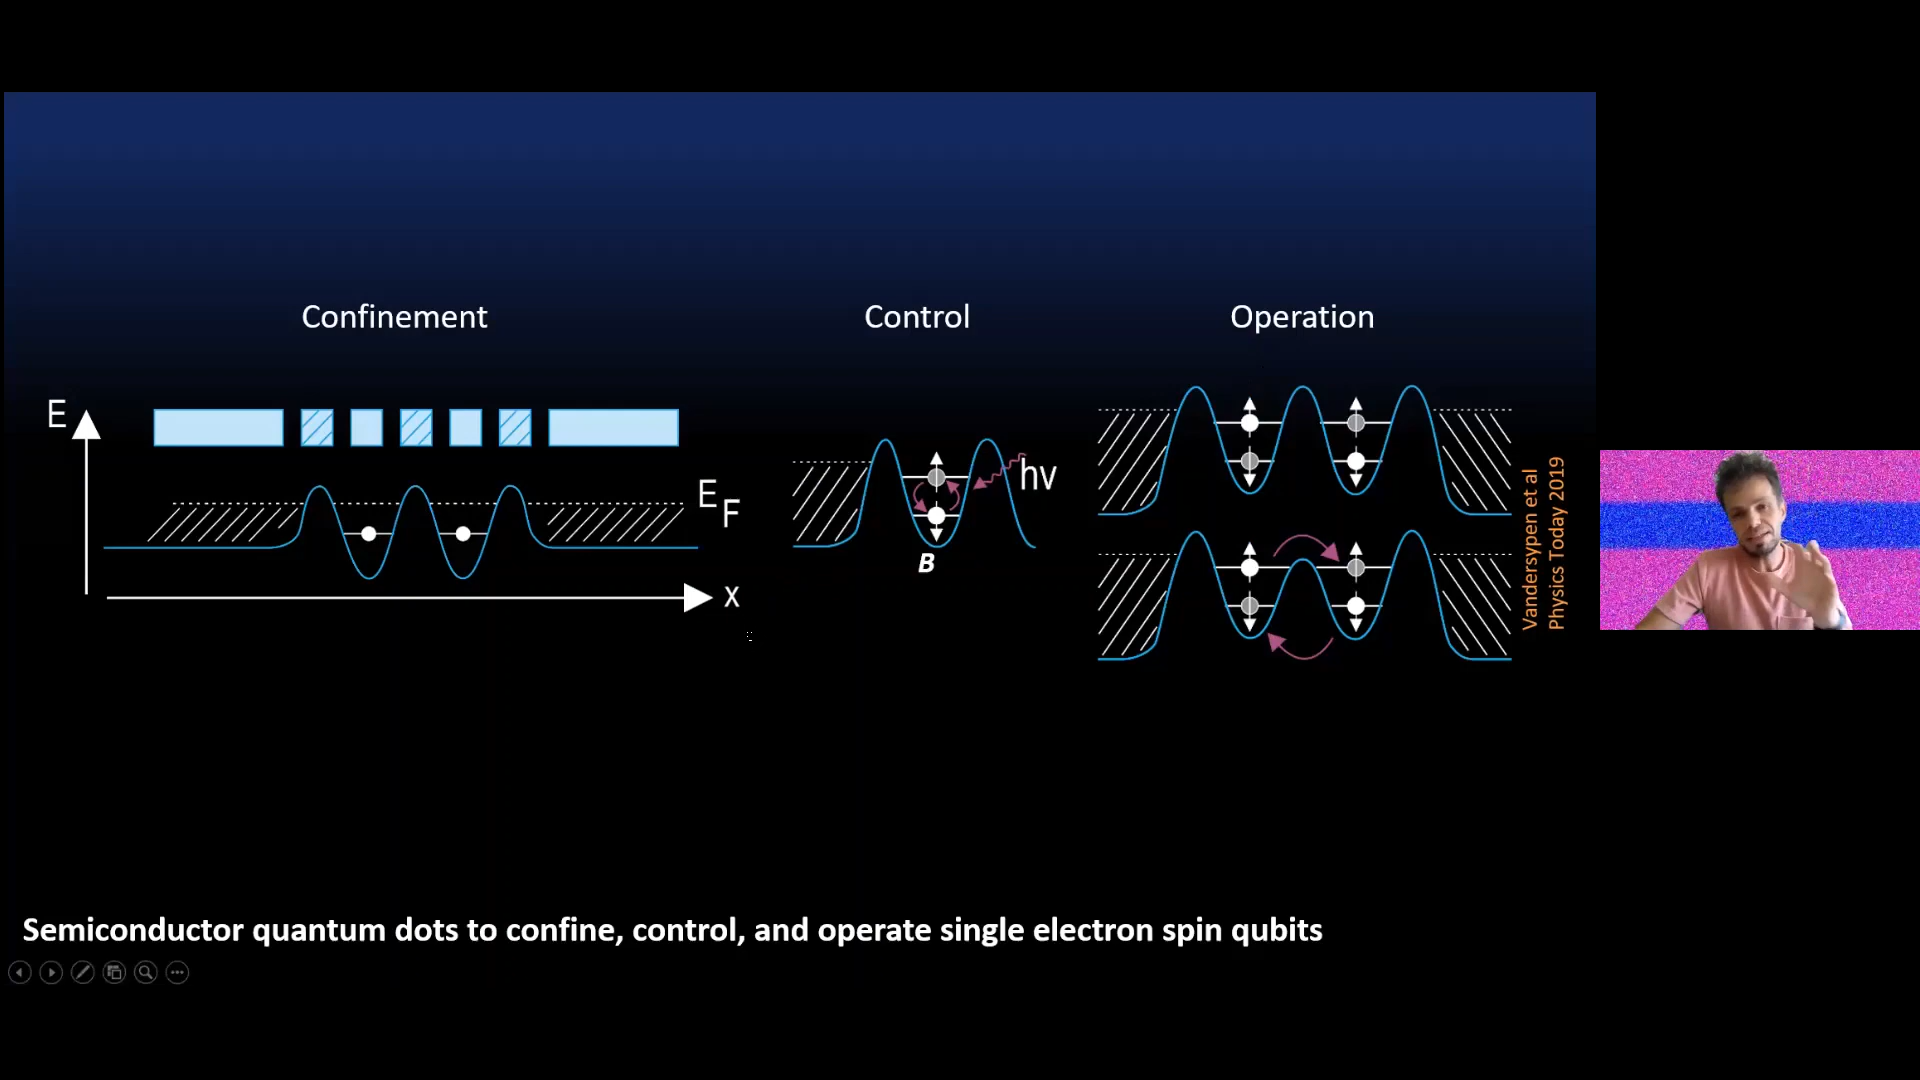 Confinement
Control
Operation
E
E F
x
hν
B
Vandersypen et al
Physics Today 2019
Semiconductor quantum dots to confine, control, and operate single electron spin qubits